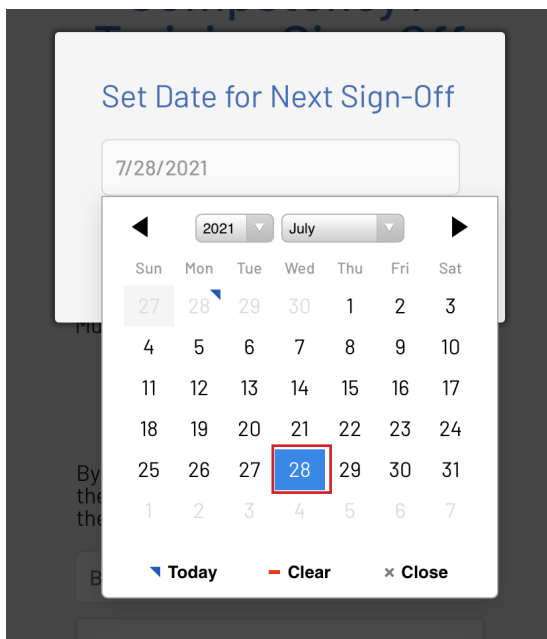 Set Date for Next Sign-Off
7/28/2021
2021 July
Sun Mon Tue Wed Thu Fri Sat
27 28 29 30 1 2 3
4 5 6 7 8 9 10
11 12 13 14 15 16 17
18 19 20 21 22 23 24
25 26 27 28 29 30 31
1 2 3 4 5 6 7
Today Clear Close
By
the
the
B